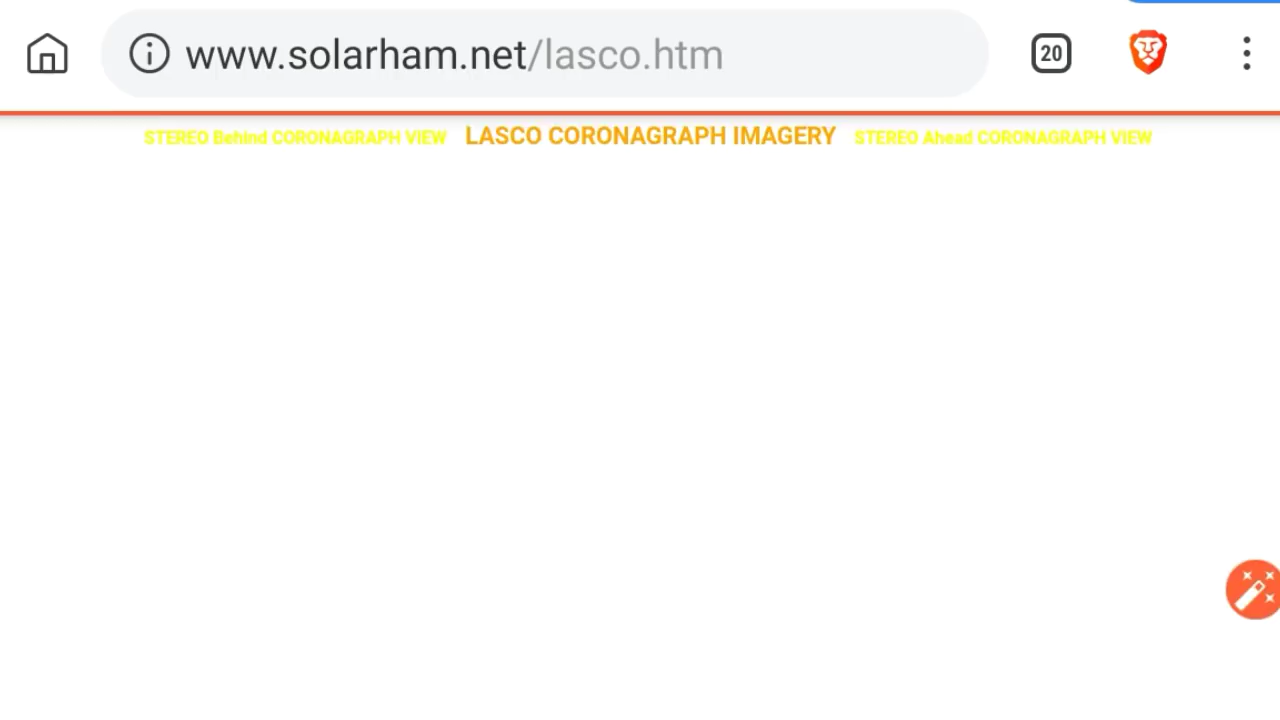 www.solarham.net/lasco.htm 20
STEREO Behind CORONAGRAPH VIEW LASCO CORONAGRAPH IMAGERY STEREO Ahead CORONAGRAPH VIEW